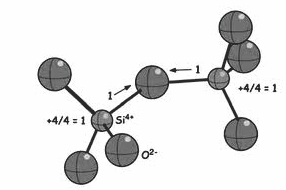 1
1
+4/4 = 1
+4/4 = 1
Si4+
O2-